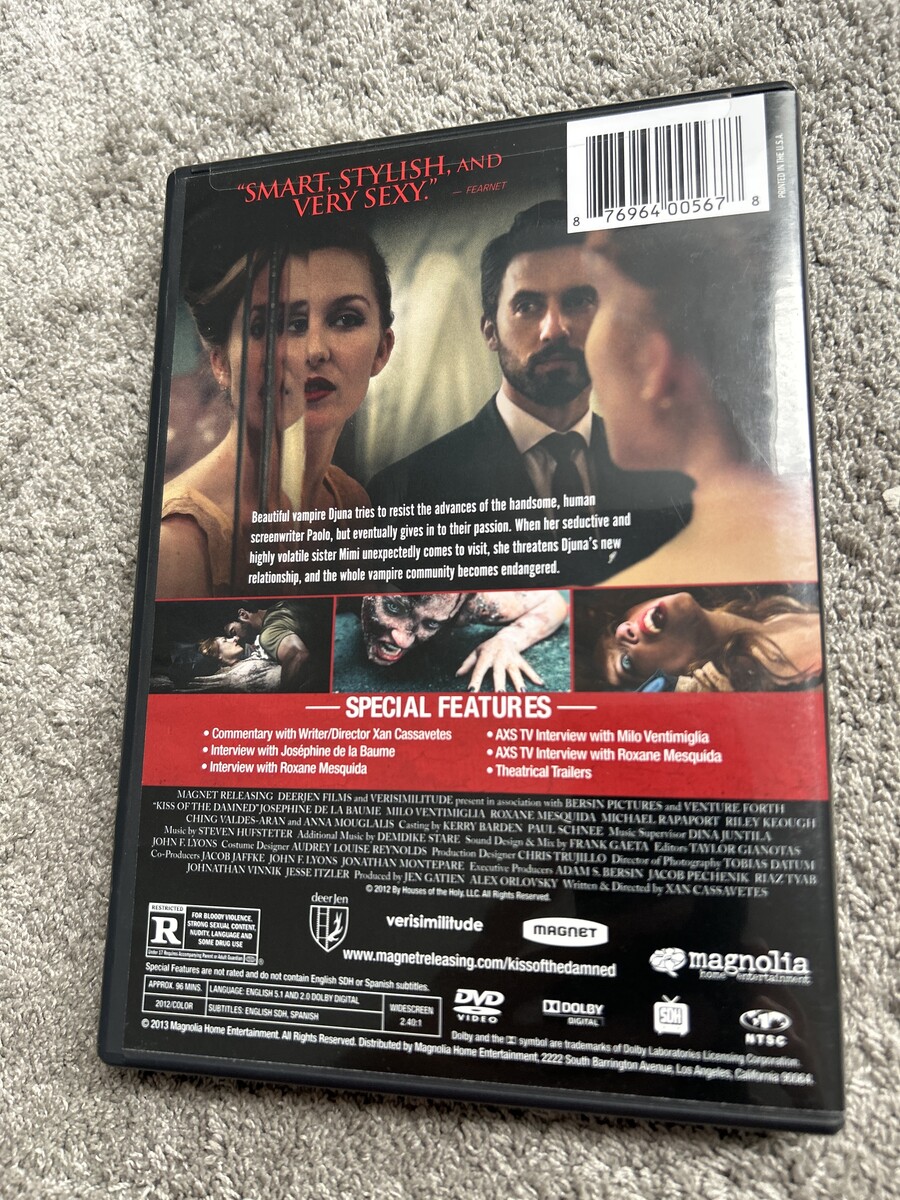 "SMART, STYLISH, AND
VERY SEXY." — FEARNET
8 76964 00567 8
PRINTED IN THE U.S.A.
Beautiful vampire Djuna tries to resist the advances of the handsome, human
screenwriter Paolo, but eventually gives in to their passion. When her seductive and
highly volatile sister Mimi unexpectedly comes to visit, she threatens Djuna's new
relationship, and the whole vampire community becomes endangered.
SPECIAL FEATURES
• Commentary with Writer/Director Xan Cassavetes
• Interview with Joséphine de la Baume
• Interview with Roxane Mesquida
• AXS TV Interview with Milo Ventimiglia
• AXS TV Interview with Roxane Mesquida
• Theatrical Trailers
MAGNET RELEASING DEERJEN FILMS and VERISIMILITUDE present in association with BERSIN PICTURES and VENTURE FORTH
"KISS OF THE DAMNED" JOSEPHINE DE LA BAUME MILO VENTIMIGLIA ROXANE MESQUIDA MICHAEL RAPAPORT RILEY KEOUGH
CHING VALDES-ARAN and ANNA MOUGLALIS Casting by KERRY BARDEN PAUL SCHNEE Music Supervisor DINA JUNTILA
Music by STEVEN HUFSTETER Additional Music by DEMDIKE STARE Sound Design & Mix by FRANK GAETA Editors TAYLOR GIANOTAS
JOHN F. LYONS Costume Designer AUDREY LOUISE REYNOLDS Production Designer CHRIS TRUJILLO Director of Photography TOBIAS DATUM
Co-Producers JACOB JAFFKE JOHN F. LYONS JONATHAN MONTEPARE Executive Producers ADAM S. BERSIN JACOB PECHENIK RIAZ TYAB
JOHNATHAN VINNIK JESSE ITZLER Produced by JEN GATIEN ALEX ORLOVSKY Written & Directed by XAN CASSAVETES
© 2012 By Houses of the Holy, LLC. All Rights Reserved.
RESTRICTED
R
FOR BLOODY VIOLENCE,
STRONG SEXUAL CONTENT,
NUDITY, LANGUAGE AND
SOME DRUG USE
Under 17 Requires Accompanying Parent or Adult Guardian
®
deerJen
verisimilitude
MAGNET
www.magnetreleasing.com/kissofthedamned
magnolia
home entertainment
Special Features are not rated and do not contain English SDH or Spanish subtitles.
APPROX. 96 MINS. LANGUAGE: ENGLISH 5.1 AND 2.0 DOLBY DIGITAL
2012/COLOR SUBTITLES: ENGLISH SDH, SPANISH
WIDESCREEN
2.40:1
DVD
VIDEO
DOLBY
DIGITAL
SDH
NTSC
Dolby and the symbol are trademarks of Dolby Laboratories Licensing Corporation.
© 2013 Magnolia Home Entertainment. All Rights Reserved. Distributed by Magnolia Home Entertainment, 2222 South Barrington Avenue, Los Angeles, California 90064.